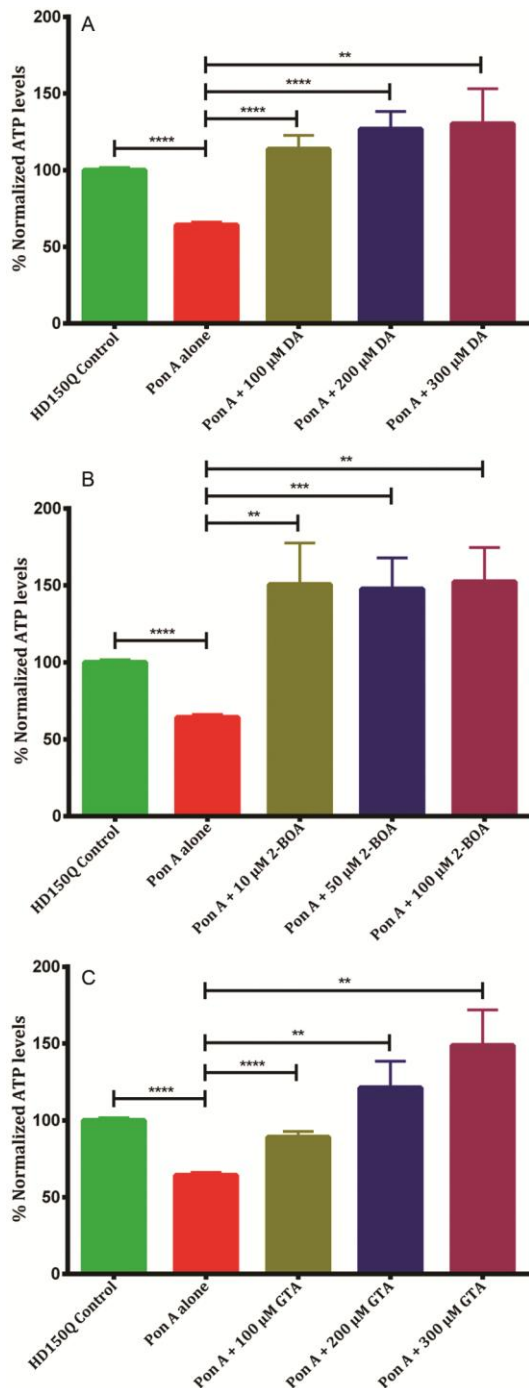 A
200
**
****
150
****
****
100
50
0
% Normalized ATP levels
HD150Q Control
Pon A alone
Pon A + 100 µM DA
Pon A + 200 µM DA
Pon A + 300 µM DA
B
**
***
200
**
150
****
100
50
0
% Normalized ATP levels
HD150Q Control
Pon A alone
Pon A + 10 µM 2-BOA
Pon A + 50 µM 2-BOA
Pon A + 100 µM 2-BOA
C
200
**
150
**
****
****
100
50
0
% Normalized ATP levels
HD150Q Control
Pon A alone
Pon A + 100 µM GTA
Pon A + 200 µM GTA
Pon A + 300 µM GTA